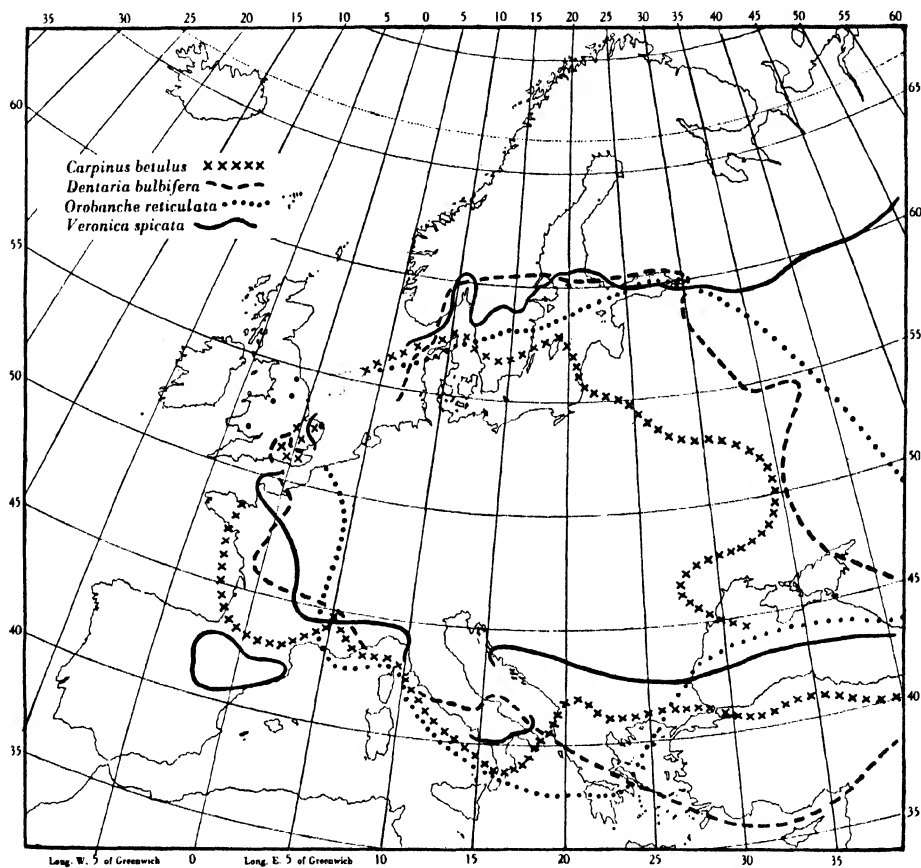 35 30 25 20 15 10 5 0 5 10 15 20 25 30 35 40 45 50 55 60
60
65
Carpinus betulus
Dentaria bulbifera
Orobanche reticulata
Veronica spicata
60
55
55
50
50
45
45
40
40
35
35
Long. W. 5 of Greenwich 0 Long. E. 5 of Greenwich 10 15 20 25 30 35